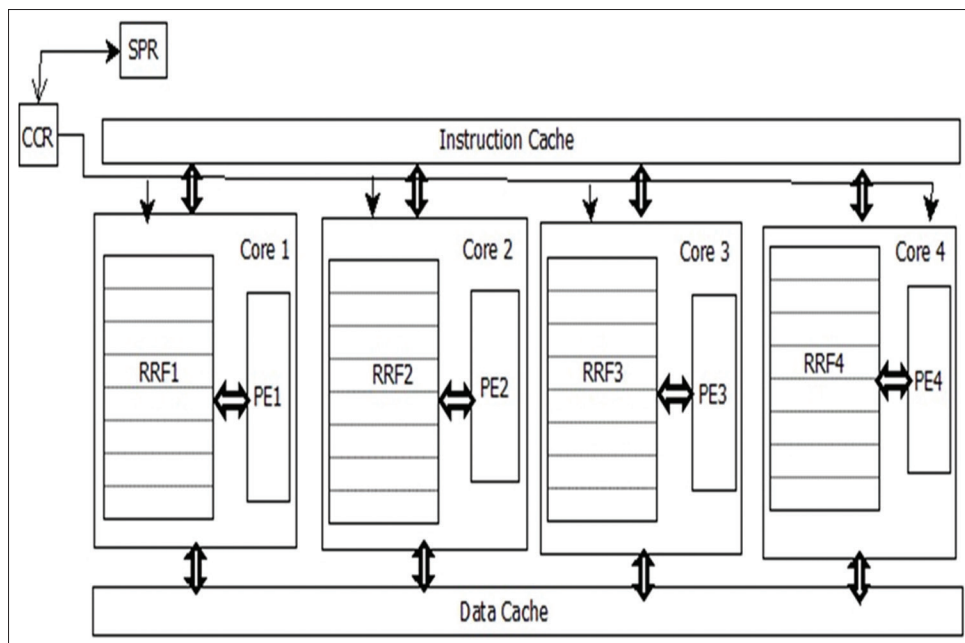 SPR
CCR
Instruction Cache
Core 1
Core 2
Core 3
Core 4
RRF1
PE1
RRF2
PE2
RRF3
PE3
RRF4
PE4
Data Cache